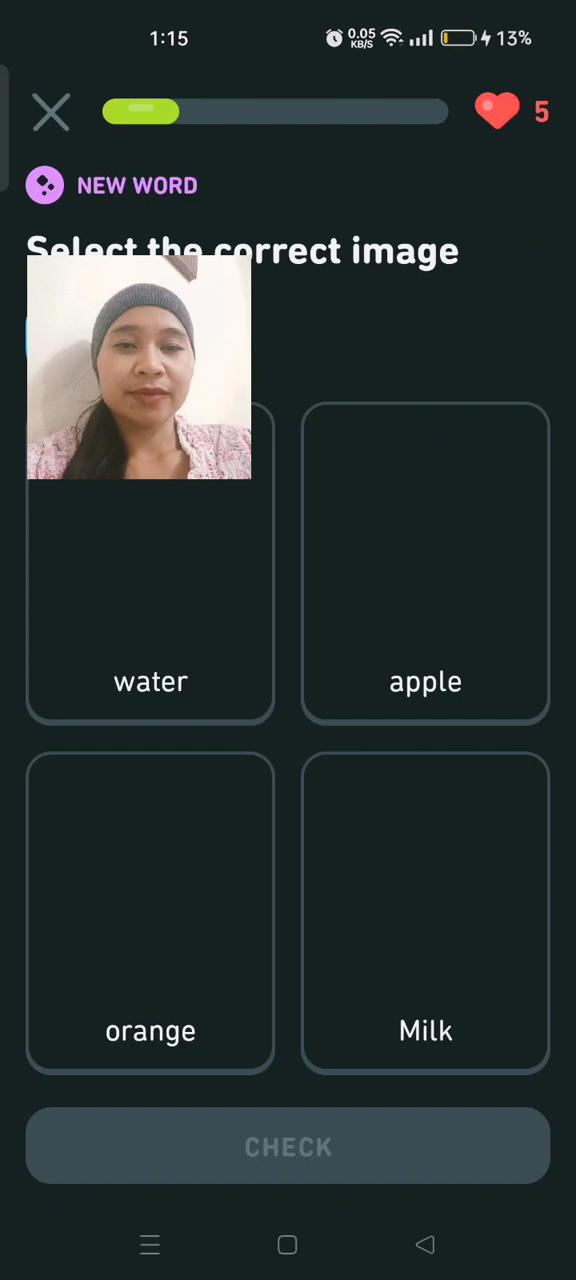 1:15 0.05 KB/S 13%
5
NEW WORD
Select the correct image
water apple
orange Milk
CHECK